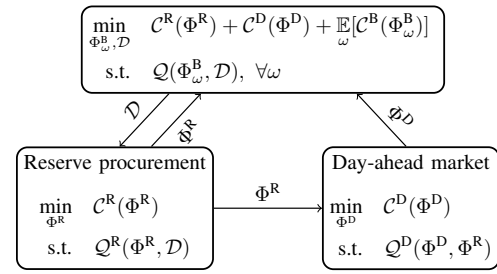 min C^R(Φ^R) + C^D(Φ^D) + 𝔼[C^B(Φ^B_ω)]
Φ^B_ω, D ω
s.t. Q(Φ^B_ω, D), ∀ω
D
Φ^R
Φ^D
Reserve procurement
min C^R(Φ^R)
Φ^R
s.t. Q^R(Φ^R, D)
Φ^R
Day-ahead market
min C^D(Φ^D)
Φ^D
s.t. Q^D(Φ^D, Φ^R)